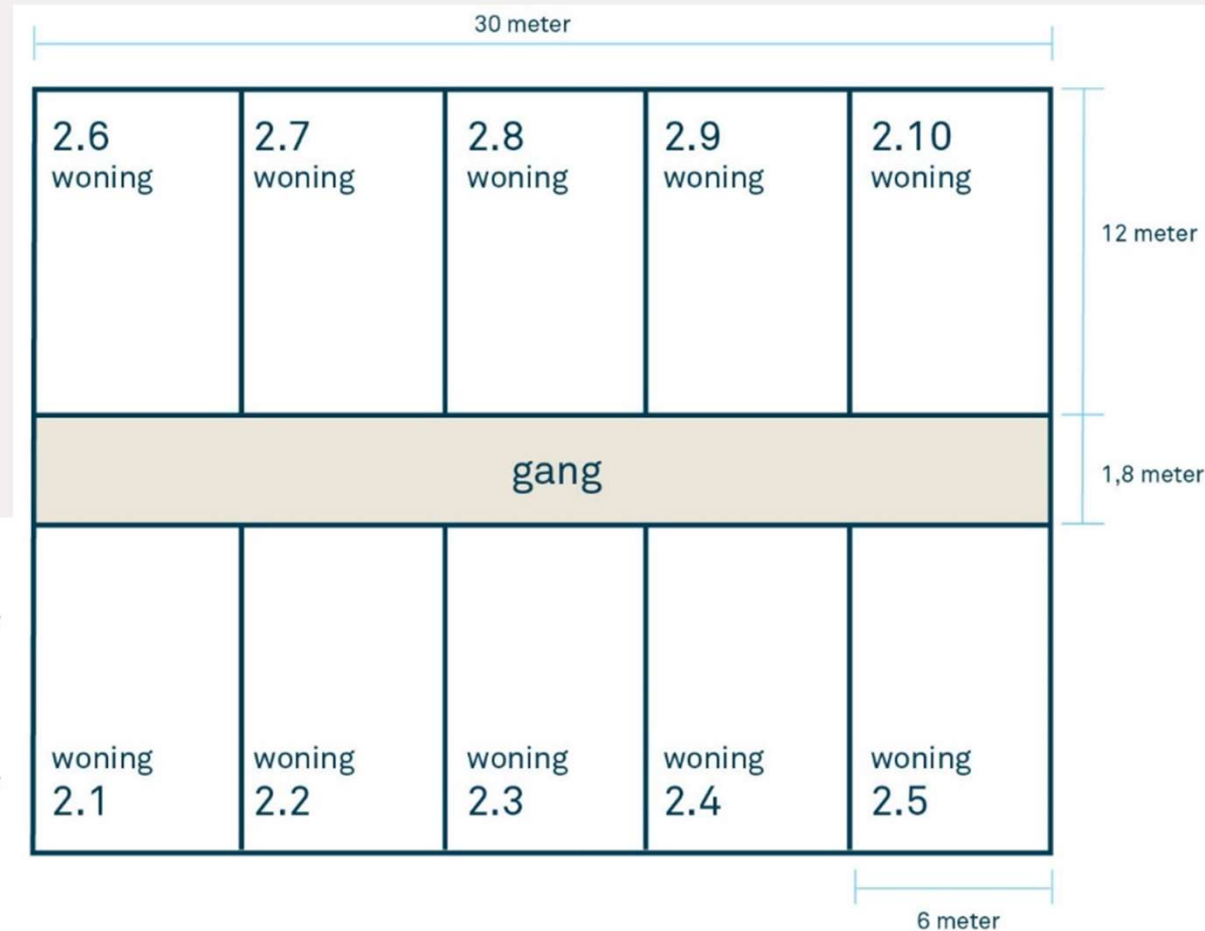 30 meter
2.6
woning
2.7
woning
2.8
woning
2.9
woning
2.10
woning
12 meter
gang
1,8 meter
woning
2.1
woning
2.2
woning
2.3
woning
2.4
woning
2.5
6 meter